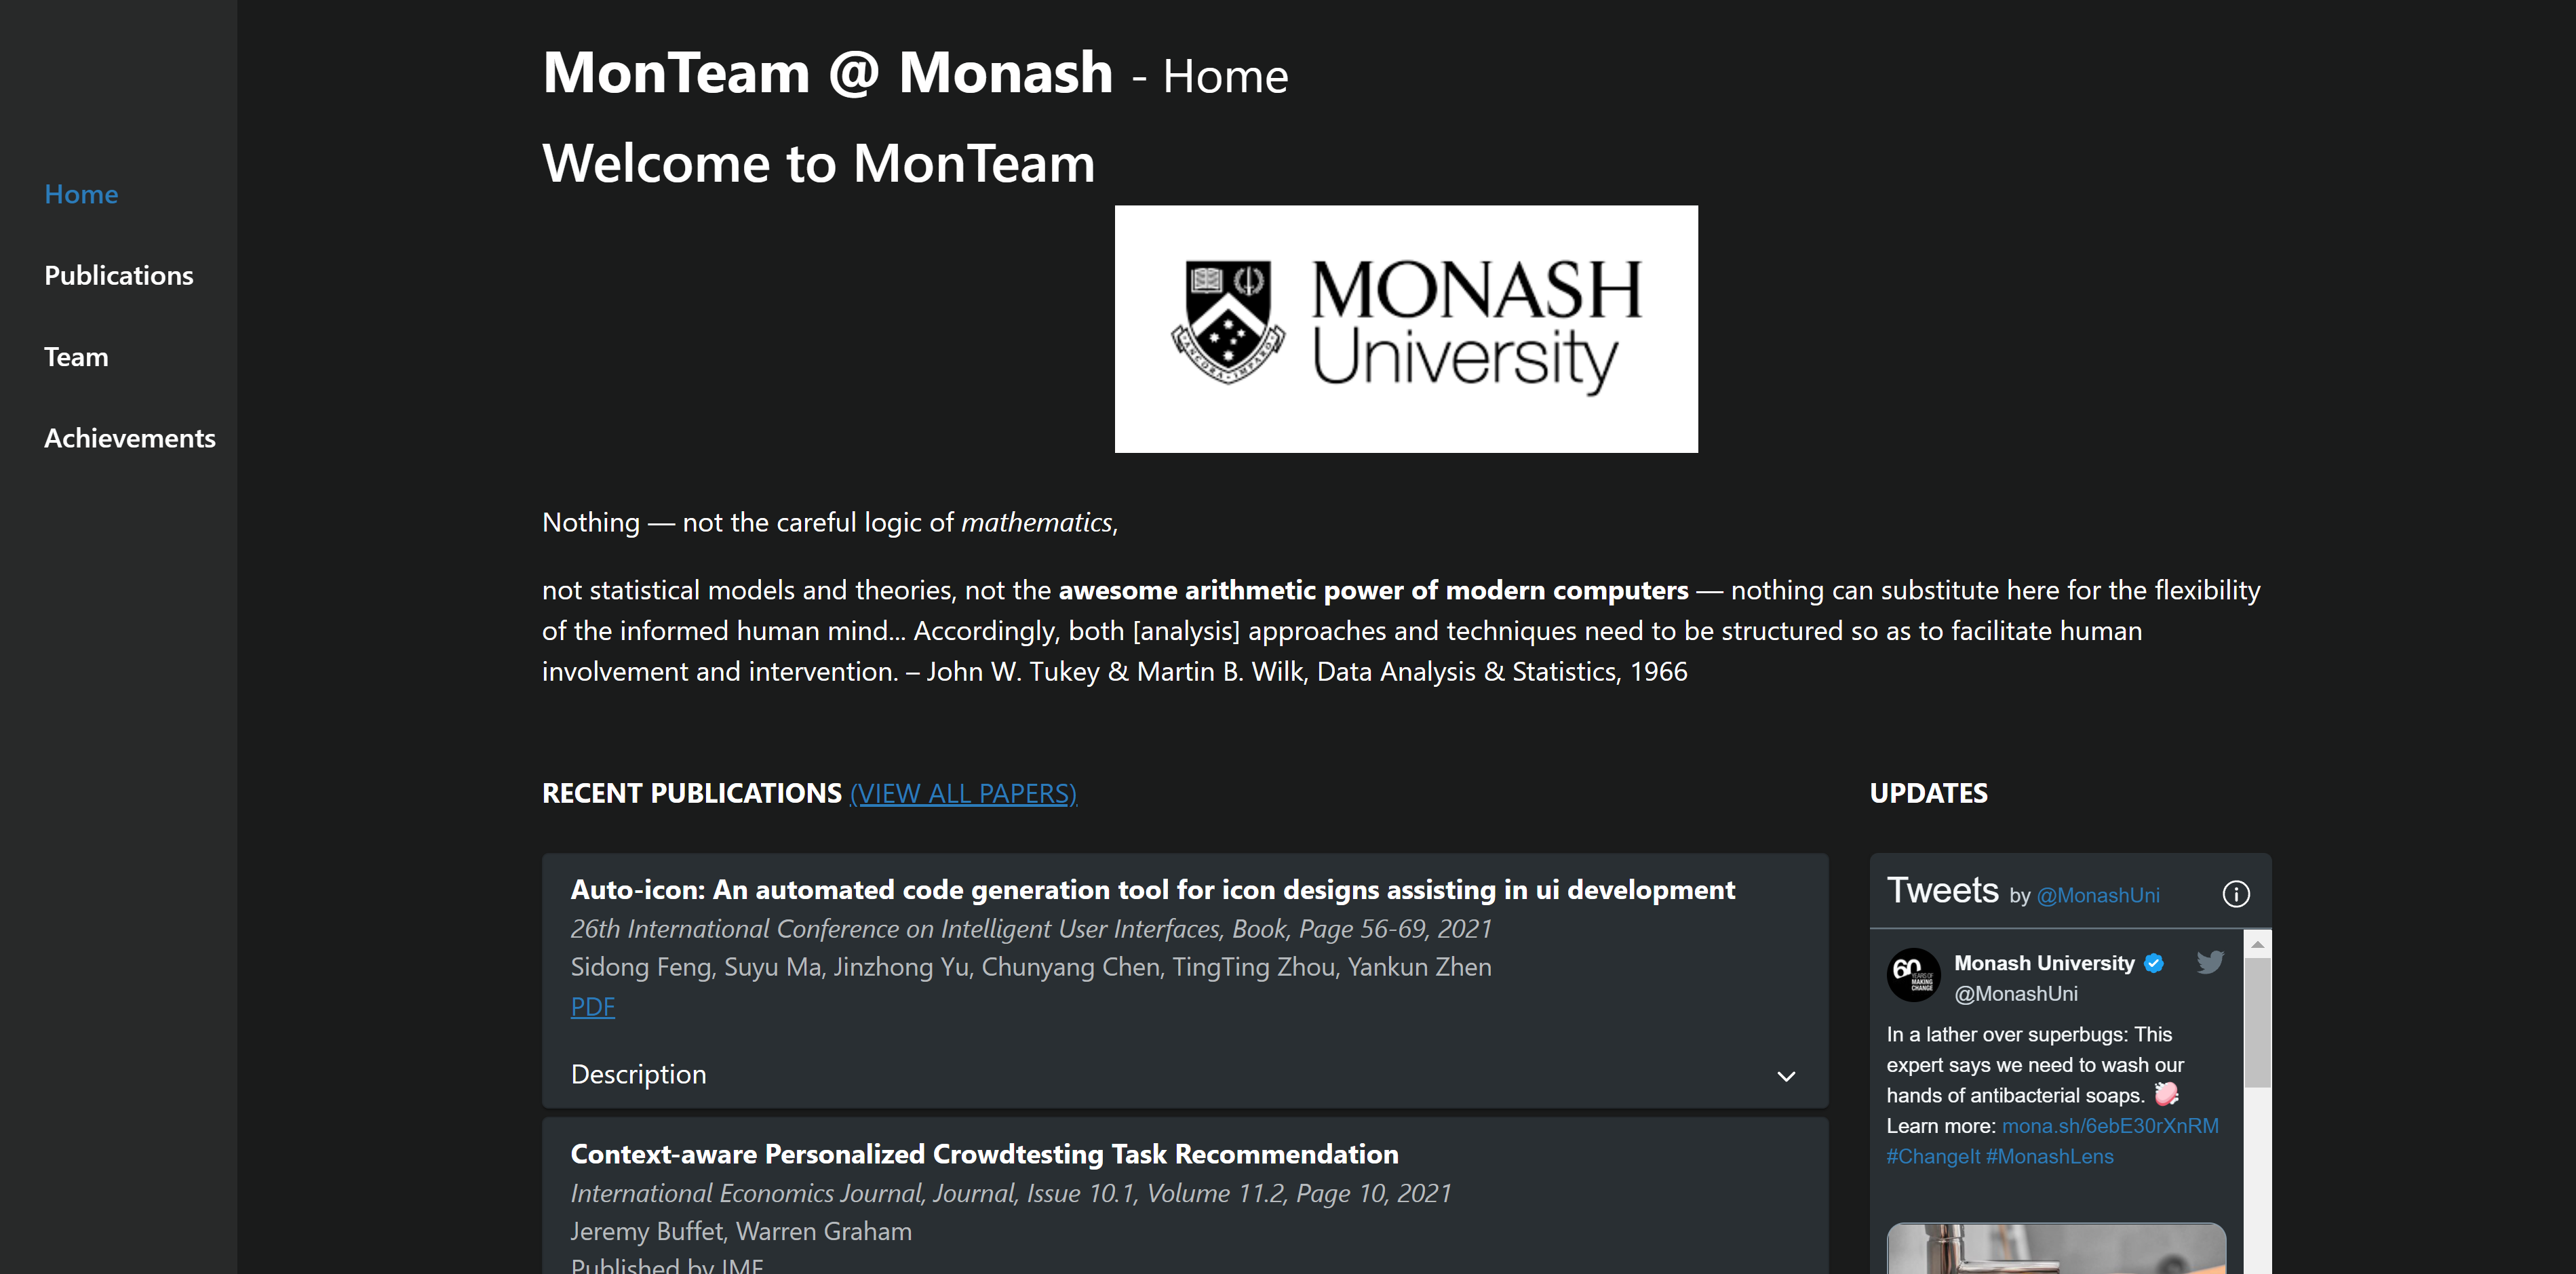 MonTeam @ Monash - Home
Welcome to MonTeam
Home
Publications
Team
Achievements
MONASH
University
ANCORA IMPARO
Nothing — not the careful logic of mathematics,
not statistical models and theories, not the awesome arithmetic power of modern computers — nothing can substitute here for the flexibility
of the informed human mind... Accordingly, both [analysis] approaches and techniques need to be structured so as to facilitate human
involvement and intervention. – John W. Tukey & Martin B. Wilk, Data Analysis & Statistics, 1966
RECENT PUBLICATIONS (VIEW ALL PAPERS)
Auto-icon: An automated code generation tool for icon designs assisting in ui development
26th International Conference on Intelligent User Interfaces, Book, Page 56-69, 2021
Sidong Feng, Suyu Ma, Jinzhong Yu, Chunyang Chen, TingTing Zhou, Yankun Zhen
PDF
Description
Context-aware Personalized Crowdtesting Task Recommendation
International Economics Journal, Journal, Issue 10.1, Volume 11.2, Page 10, 2021
Jeremy Buffet, Warren Graham
Published by IMF
UPDATES
Tweets by @MonashUni
60 YEARS OF MAKING CHANGE
Monash University
@MonashUni
In a lather over superbugs: This
expert says we need to wash our
hands of antibacterial soaps. 🧼
Learn more: mona.sh/6ebE30rXnRM
#ChangeIt #MonashLens